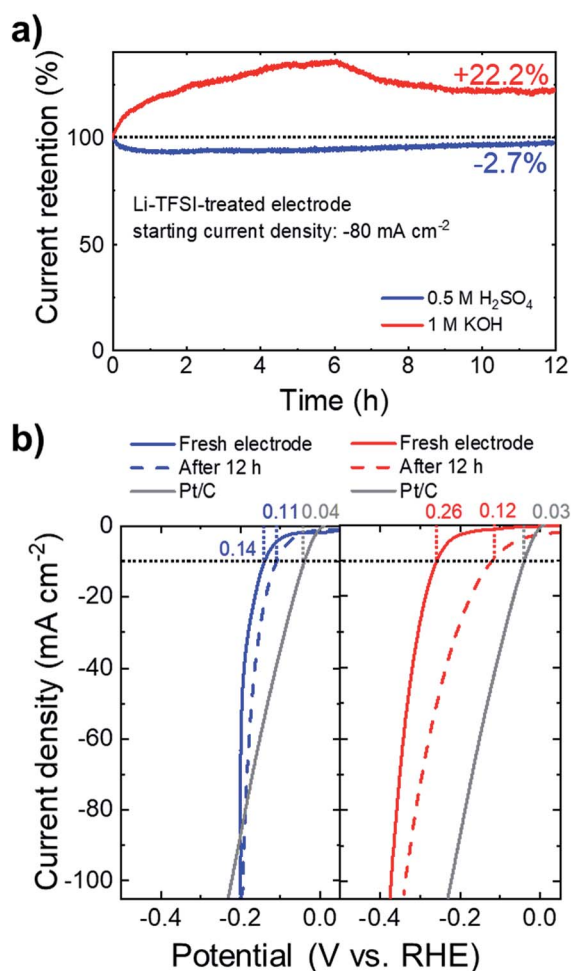 a)
Current retention (%)
100
50
0
+22.2%
-2.7%
Li-TFSI-treated electrode
starting current density: -80 mA cm⁻²
0.5 M H₂SO₄
1 M KOH
0 2 4 6 8 10 12
Time (h)
b)
Fresh electrode
After 12 h
Pt/C
Fresh electrode
After 12 h
Pt/C
0.14 0.11 0.04
0.26 0.12 0.03
Current density (mA cm⁻²)
0
-20
-40
-60
-80
-100
-0.4 -0.2 0.0 -0.4 -0.2 0.0
Potential (V vs. RHE)